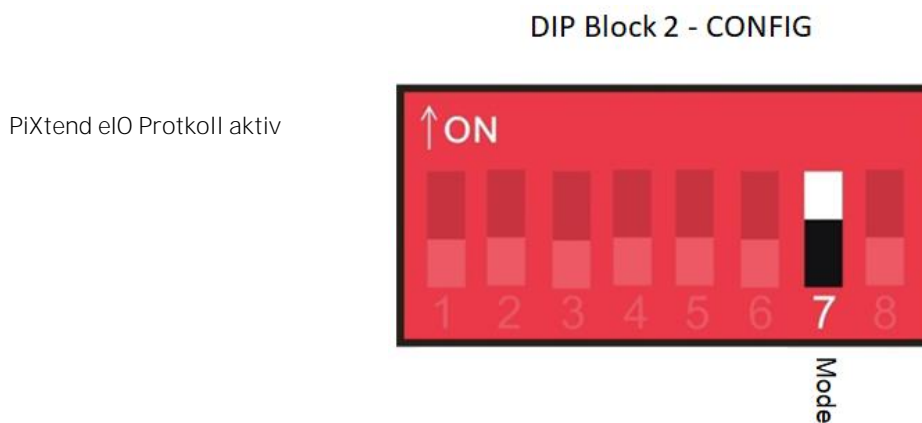 DIP Block 2 - CONFIG
PiXtend eIO Protkoll aktiv
↑ ON
1 2 3 4 5 6 7 8
Mode